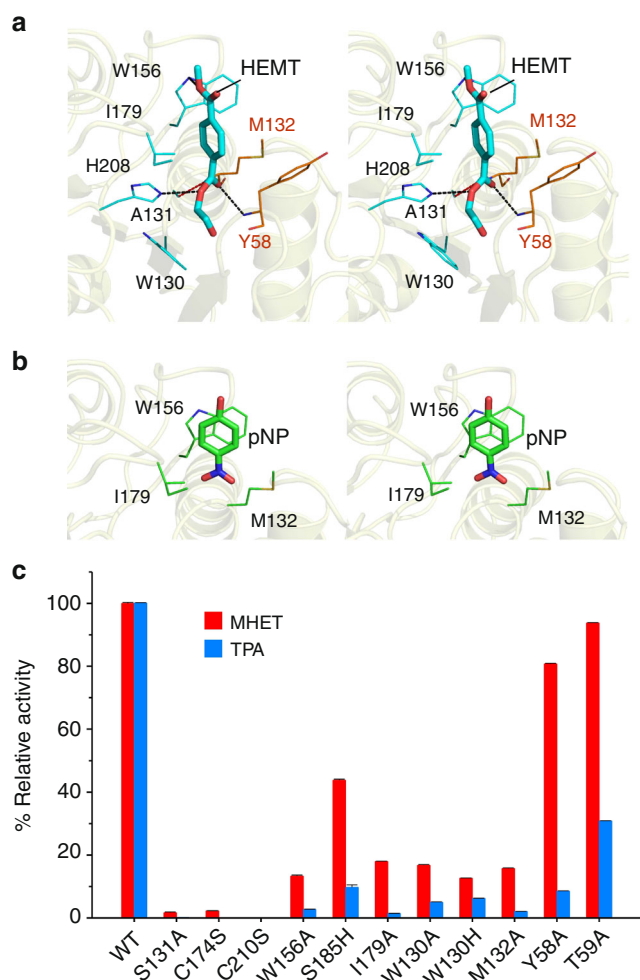 a
W156
HEMT
I179
M132
H208
A131
Y58
W130
W156
HEMT
I179
M132
H208
A131
Y58
W130
b
W156
pNP
I179
M132
W156
pNP
I179
M132
c
% Relative activity
100
80
60
40
20
0
MHET
TPA
WT
S131A
C174S
C210S
W156A
S185H
I179A
W130A
W130H
M132A
Y58A
T59A